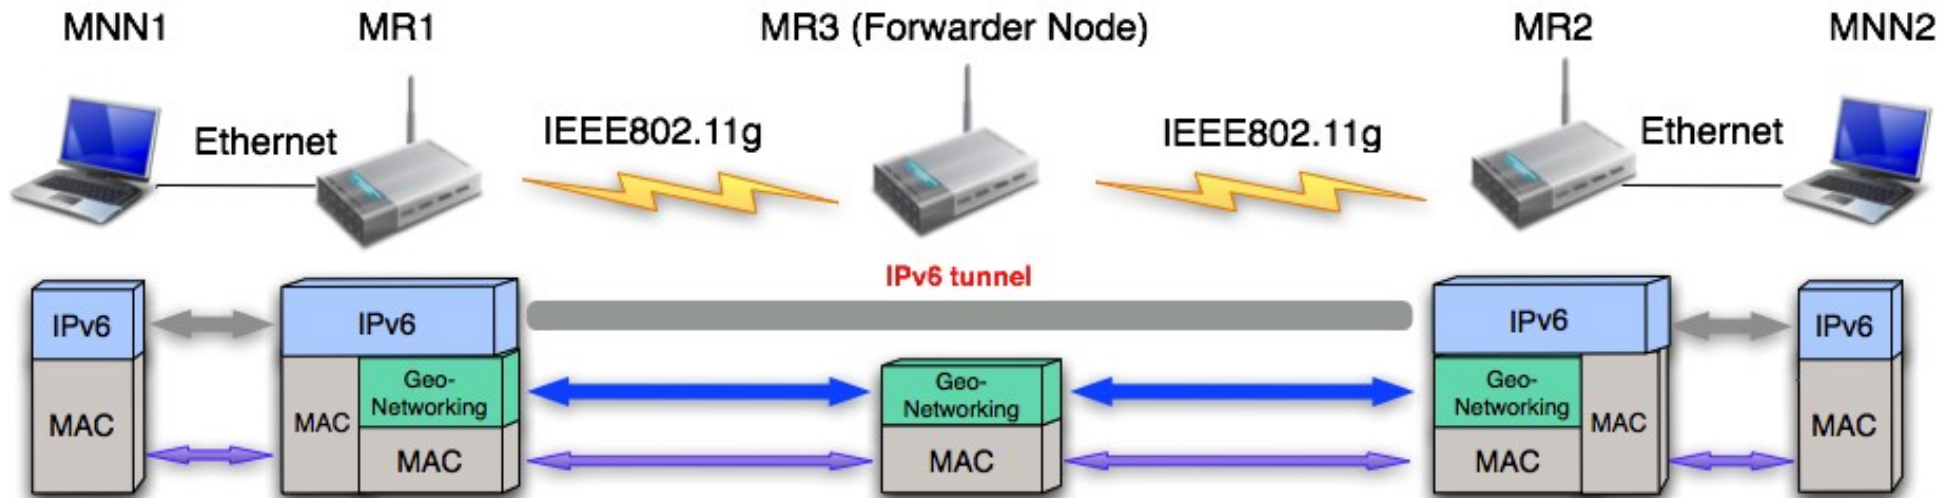 MNN1 MR1 MR3 (Forwarder Node) MR2 MNN2
Ethernet IEEE802.11g IEEE802.11g Ethernet
IPv6 tunnel
IPv6 IPv6 IPv6 IPv6
Geo-
Networking
Geo-
Networking
Geo-
Networking
MAC MAC MAC MAC MAC MAC MAC